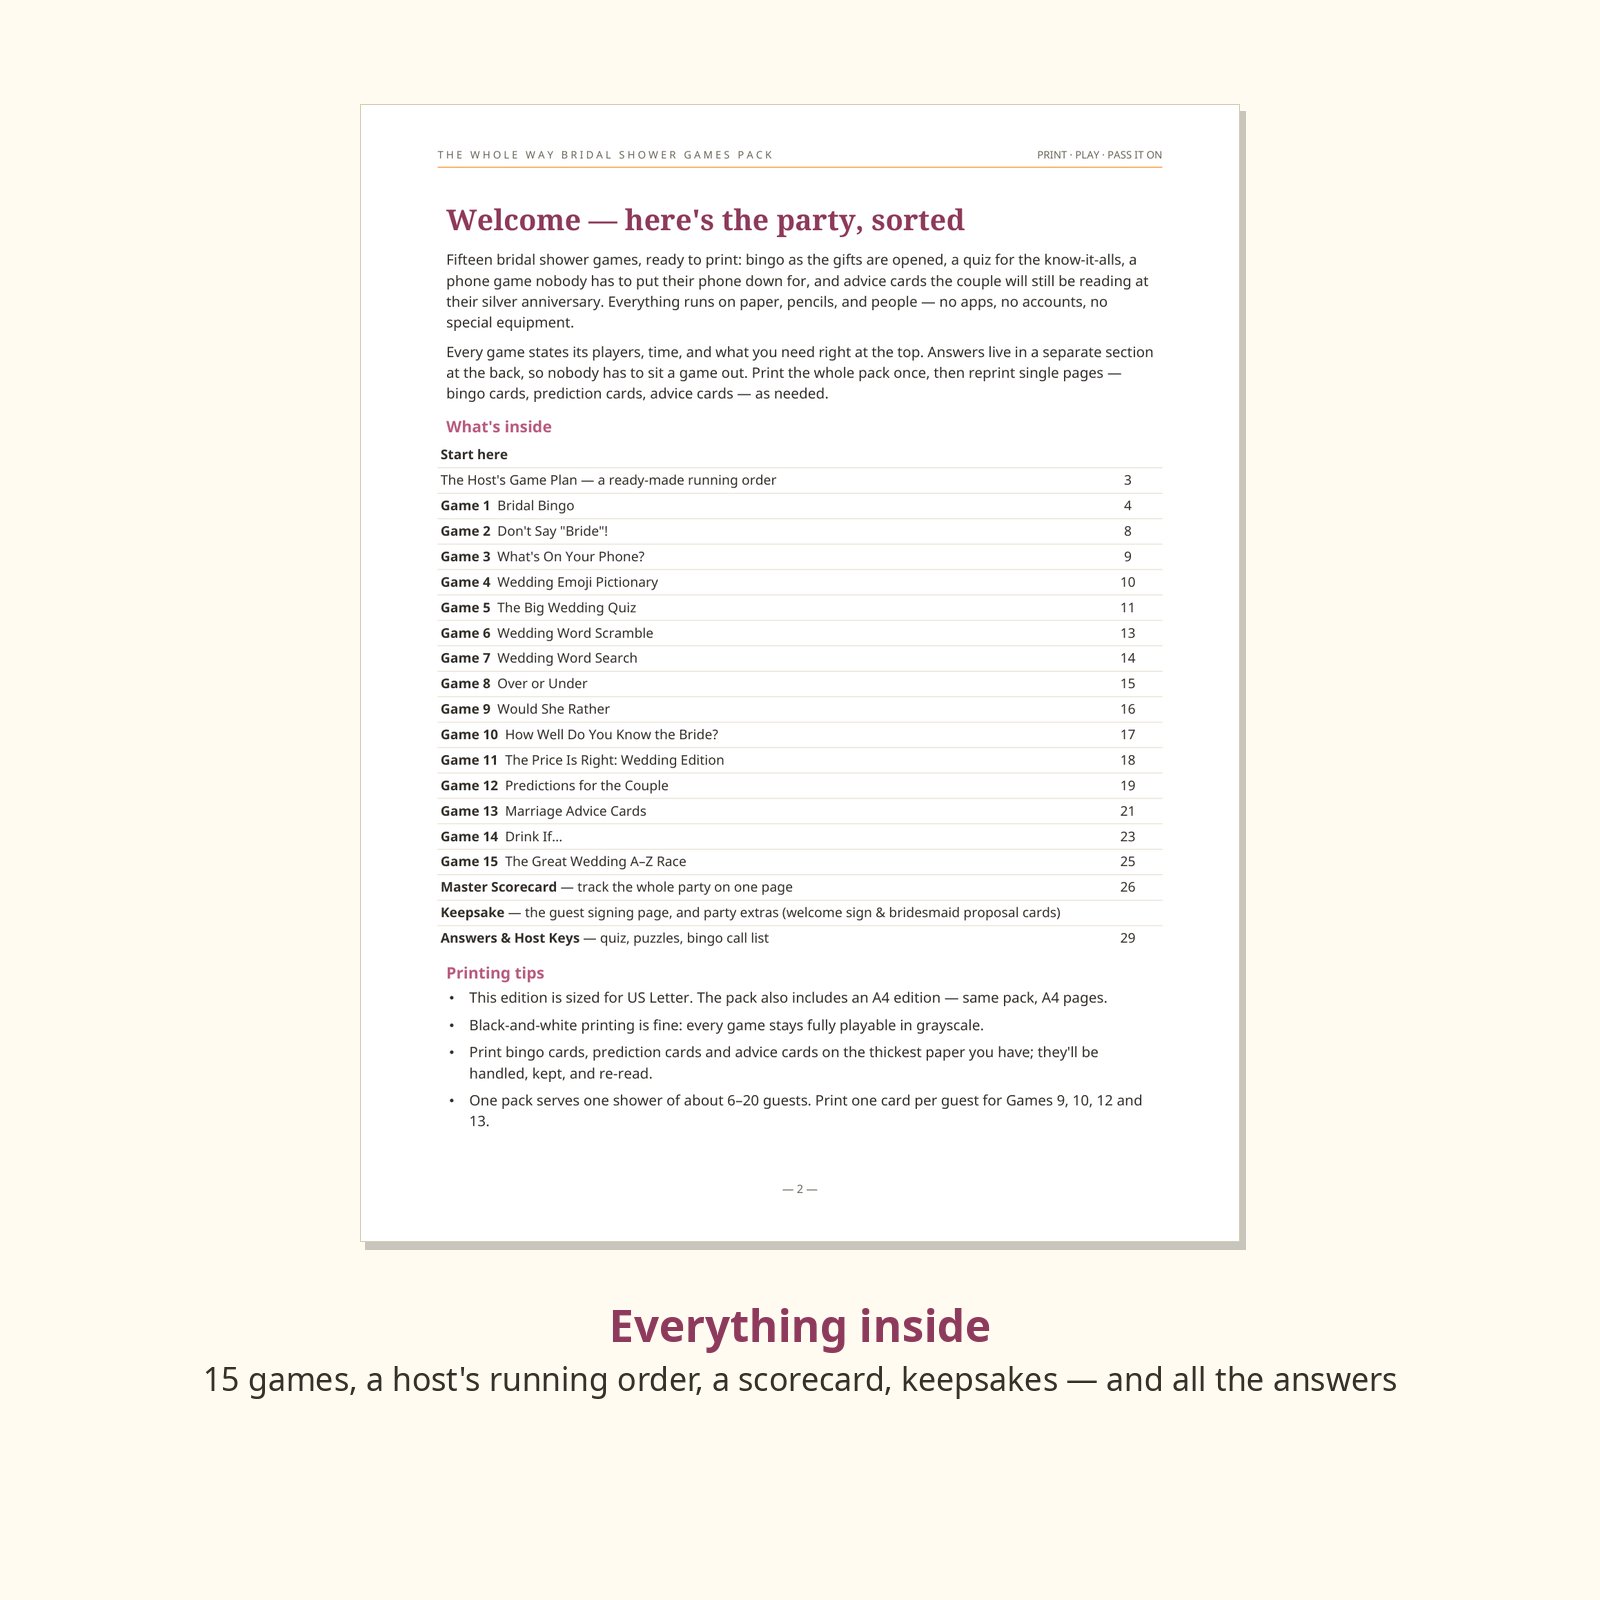 THE WHOLE WAY BRIDAL SHOWER GAMES PACK PRINT · PLAY · PASS IT ON
Welcome — here's the party, sorted
Fifteen bridal shower games, ready to print: bingo as the gifts are opened, a quiz for the know-it-alls, a
phone game nobody has to put their phone down for, and advice cards the couple will still be reading at
their silver anniversary. Everything runs on paper, pencils, and people — no apps, no accounts, no
special equipment.
Every game states its players, time, and what you need right at the top. Answers live in a separate section
at the back, so nobody has to sit a game out. Print the whole pack once, then reprint single pages —
bingo cards, prediction cards, advice cards — as needed.
What's inside
Start here
The Host's Game Plan — a ready-made running order 3
Game 1 Bridal Bingo 4
Game 2 Don't Say "Bride"! 8
Game 3 What's On Your Phone? 9
Game 4 Wedding Emoji Pictionary 10
Game 5 The Big Wedding Quiz 11
Game 6 Wedding Word Scramble 13
Game 7 Wedding Word Search 14
Game 8 Over or Under 15
Game 9 Would She Rather 16
Game 10 How Well Do You Know the Bride? 17
Game 11 The Price Is Right: Wedding Edition 18
Game 12 Predictions for the Couple 19
Game 13 Marriage Advice Cards 21
Game 14 Drink If... 23
Game 15 The Great Wedding A–Z Race 25
Master Scorecard — track the whole party on one page 26
Keepsake — the guest signing page, and party extras (welcome sign & bridesmaid proposal cards)
Answers & Host Keys — quiz, puzzles, bingo call list 29
Printing tips
• This edition is sized for US Letter. The pack also includes an A4 edition — same pack, A4 pages.
• Black-and-white printing is fine: every game stays fully playable in grayscale.
• Print bingo cards, prediction cards and advice cards on the thickest paper you have; they'll be
handled, kept, and re-read.
• One pack serves one shower of about 6–20 guests. Print one card per guest for Games 9, 10, 12 and
13.
— 2 —
Everything inside
15 games, a host's running order, a scorecard, keepsakes — and all the answers